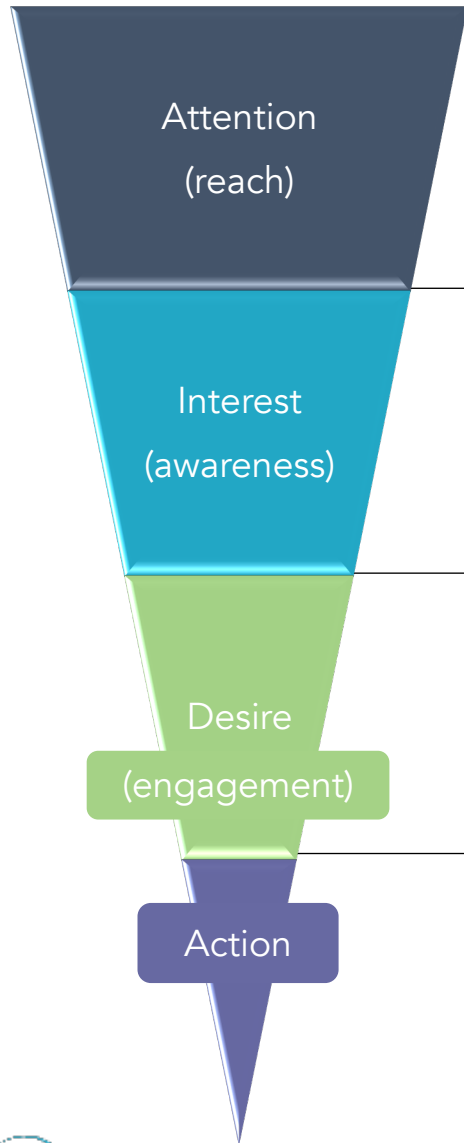 Attention
(reach)
Interest
(awareness)
Desire
(engagement)
Action